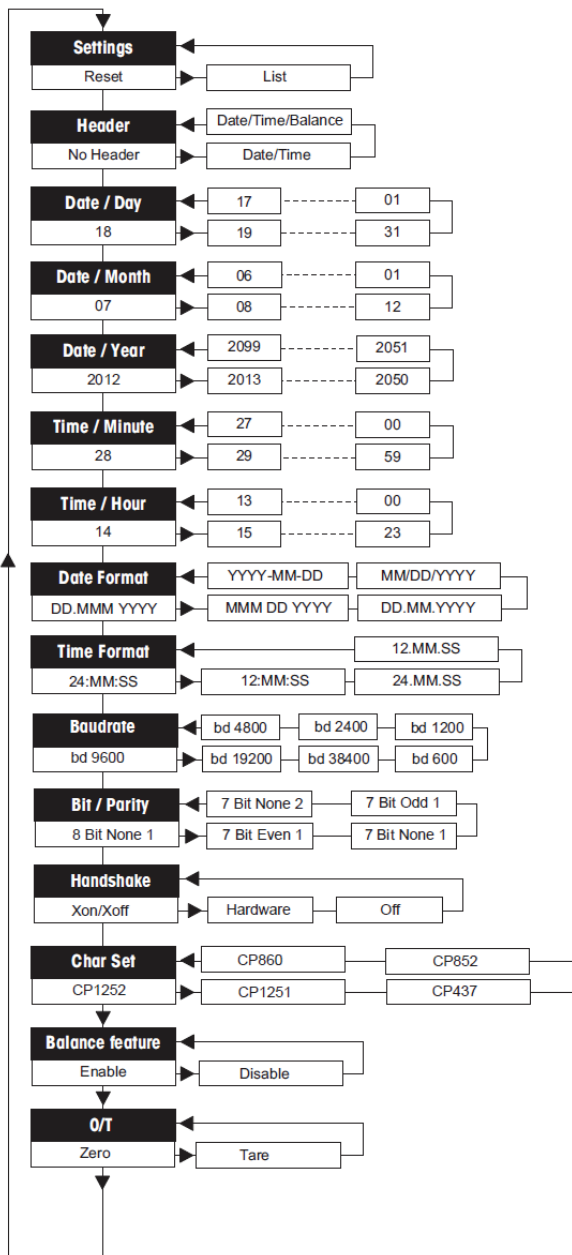 Settings
Reset List
Header Date/Time/Balance
No Header Date/Time
Date / Day 17 01
18 19 31
Date / Month 06 01
07 08 12
Date / Year 2099 2051
2012 2013 2050
Time / Minute 27 00
28 29 59
Time / Hour 13 00
14 15 23
Date Format YYYY-MM-DD MM/DD/YYYY
DD.MMM YYYY MMM DD YYYY DD.MM.YYYY
Time Format 12.MM.SS
24:MM:SS 12:MM:SS 24.MM.SS
Baudrate bd 4800 bd 2400 bd 1200
bd 9600 bd 19200 bd 38400 bd 600
Bit / Parity 7 Bit None 2 7 Bit Odd 1
8 Bit None 1 7 Bit Even 1 7 Bit None 1
Handshake
Xon/Xoff Hardware Off
Char Set CP860 CP852
CP1252 CP1251 CP437
Balance feature
Enable Disable
0/T
Zero Tare